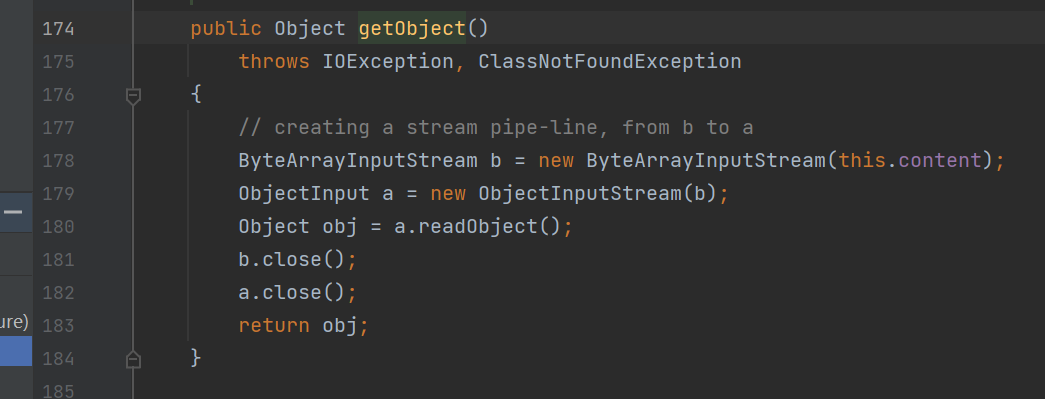 174 public Object getObject()
175 throws IOException, ClassNotFoundException
176 {
177 // creating a stream pipe-line, from b to a
178 ByteArrayInputStream b = new ByteArrayInputStream(this.content);
179 ObjectInput a = new ObjectInputStream(b);
180 Object obj = a.readObject();
181 b.close();
182 a.close();
ure)
183 return obj;
184 }
185